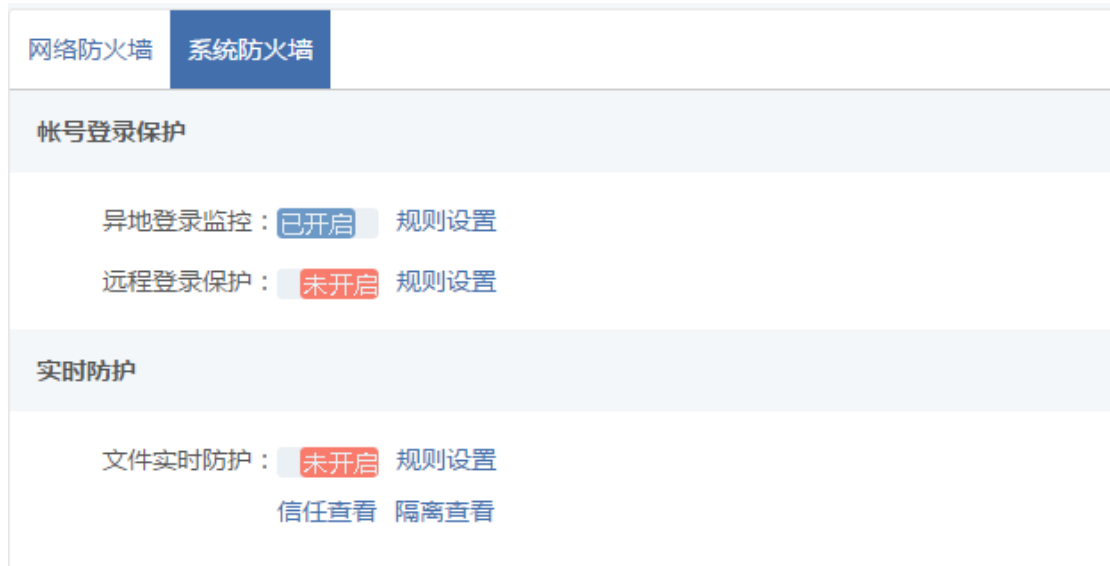 网络防火墙 系统防火墙
帐号登录保护
异地登录监控：已开启 规则设置
远程登录保护：未开启 规则设置
实时防护
文件实时防护：未开启 规则设置
信任查看 隔离查看